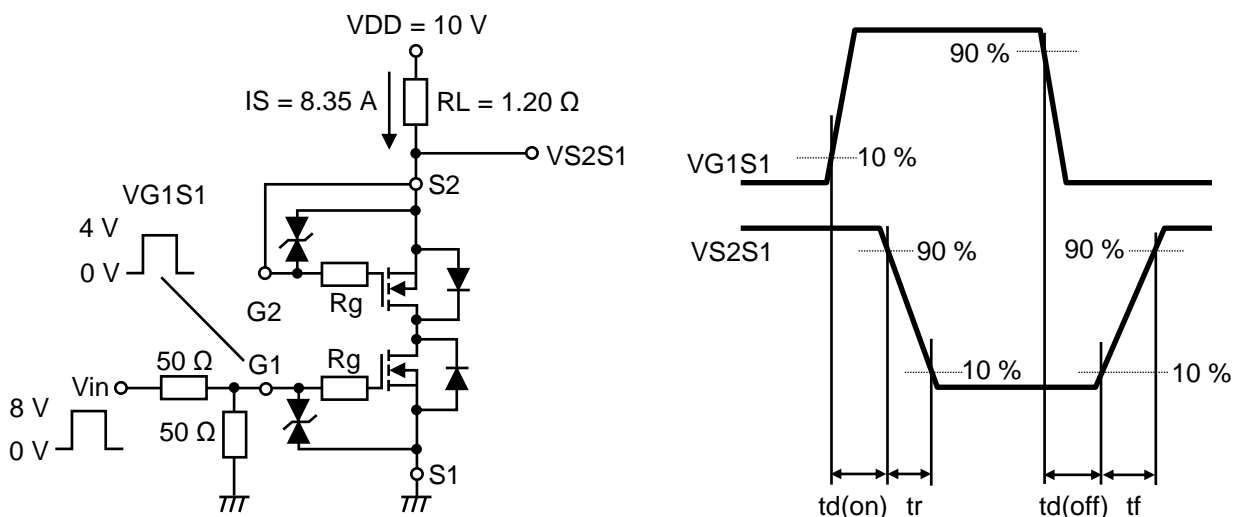 VDD = 10 V
IS = 8.35 A
RL = 1.20 Ω
VS2S1
S2
VG1S1
4 V
0 V
G2
Rg
G1
Rg
50 Ω
Vin
8 V
0 V
50 Ω
S1
90 %
VG1S1
10 %
VS2S1
90 %
90 %
10 %
10 %
td(on)
tr
td(off)
tf